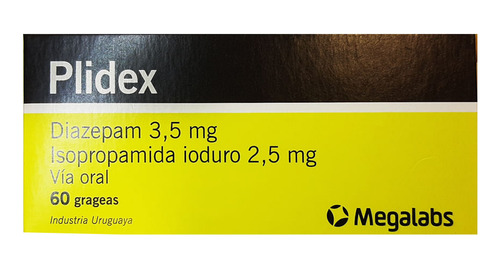 Plidex
Diazepam 3,5 mg
Isopropamida ioduro 2,5 mg
Vía oral
60 grageas
Industria Uruguaya
Megalabs